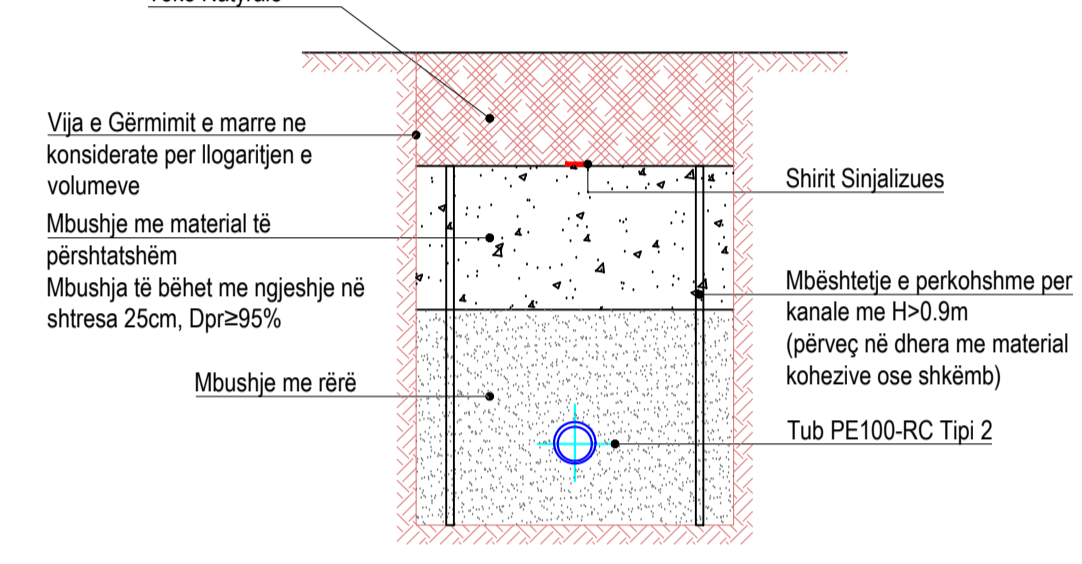 Vija e Gërmimit e marre ne
konsiderate per llogaritjen e
volumeve
Mbushje me material të
përshtatshëm
Mbushja të bëhet me ngjeshje në
shtresa 25cm, Dpr≥95%
Mbushje me rërë
Shirit Sinjalizues
Mbështetje e perkohshme per
kanale me H>0.9m
(përveç në dhera me material
kohezive ose shkëmb)
Tub PE100-RC Tipi 2